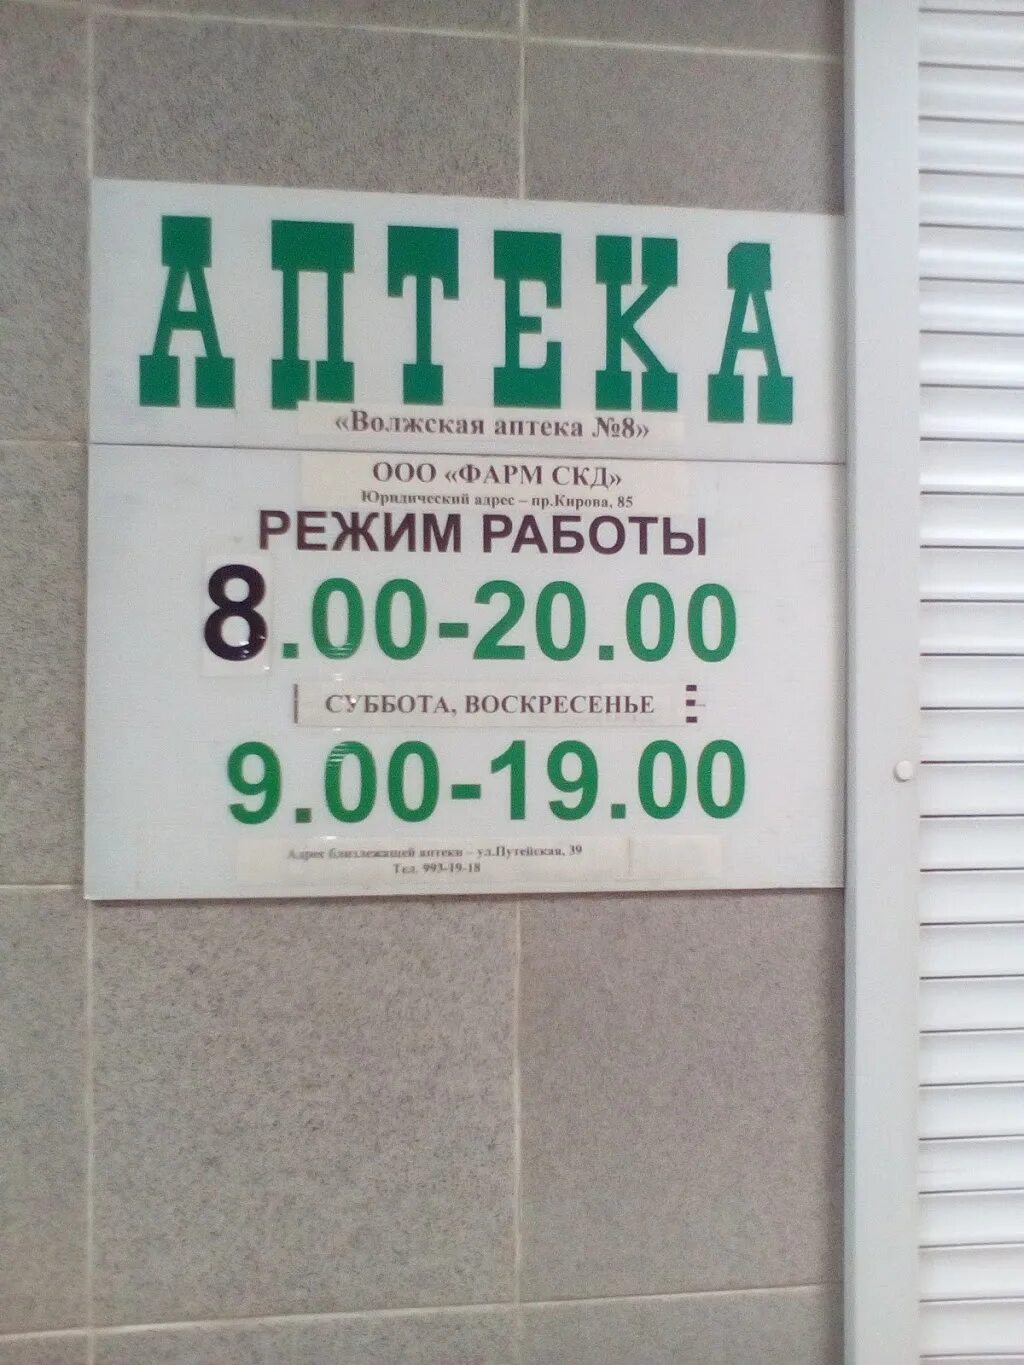 АПТЕКА
«Волжская аптека №8»
ООО «ФАРМ СКД»
Юридический адрес – пр.Кирова, 85
РЕЖИМ РАБОТЫ
8.00-20.00
СУББОТА, ВОСКРЕСЕНЬЕ
9.00-19.00
Адрес близлежащей аптеки – ул.Путейская, 39
Тел. 993-19-18